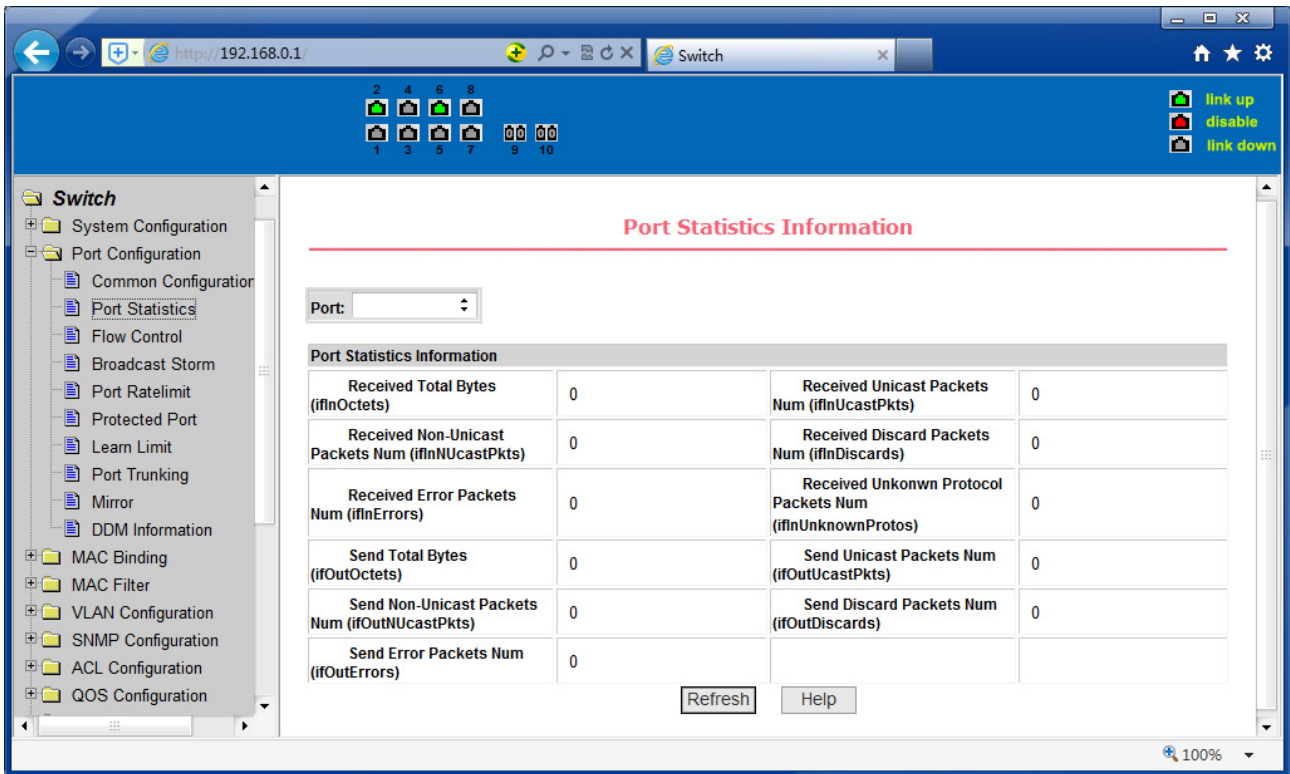 http://192.168.0.1/
Switch
2 4 6 8
1 3 5 7 9 10
link up
disable
link down
Switch
System Configuration
Port Configuration
Common Configuration
Port Statistics
Flow Control
Broadcast Storm
Port Ratelimit
Protected Port
Learn Limit
Port Trunking
Mirror
DDM Information
MAC Binding
MAC Filter
VLAN Configuration
SNMP Configuration
ACL Configuration
QOS Configuration
Port Statistics Information
Port:
Port Statistics Information
Received Total Bytes
(ifInOctets)
0
Received Unicast Packets
Num (ifInUcastPkts)
0
Received Non-Unicast
Packets Num (ifInNUcastPkts)
0
Received Discard Packets
Num (ifInDiscards)
0
Received Error Packets
Num (ifInErrors)
0
Received Unkonwn Protocol
Packets Num
(ifInUnknownProtos)
0
Send Total Bytes
(ifOutOctets)
0
Send Unicast Packets Num
(ifOutUcastPkts)
0
Send Non-Unicast Packets
Num (ifOutNUcastPkts)
0
Send Discard Packets Num
(ifOutDiscards)
0
Send Error Packets Num
(ifOutErrors)
0
Refresh Help
100%